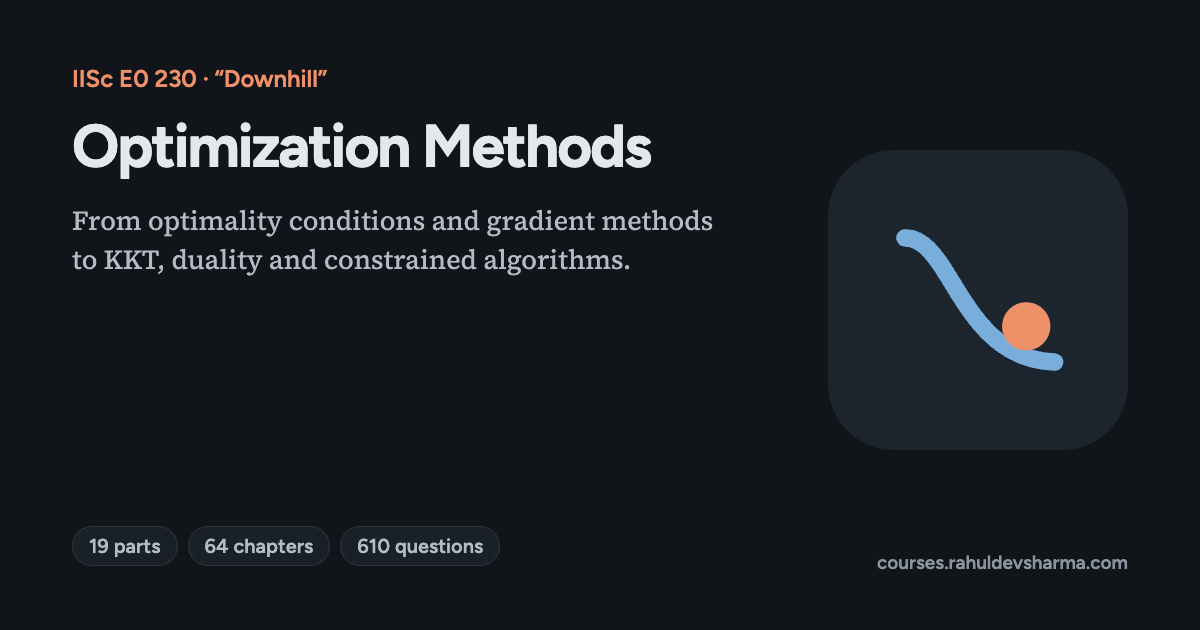 IISc E0 230 · “Downhill”
Optimization Methods
From optimality conditions and gradient methods
to KKT, duality and constrained algorithms.
19 parts
64 chapters
610 questions
courses.rahuldevsharma.com